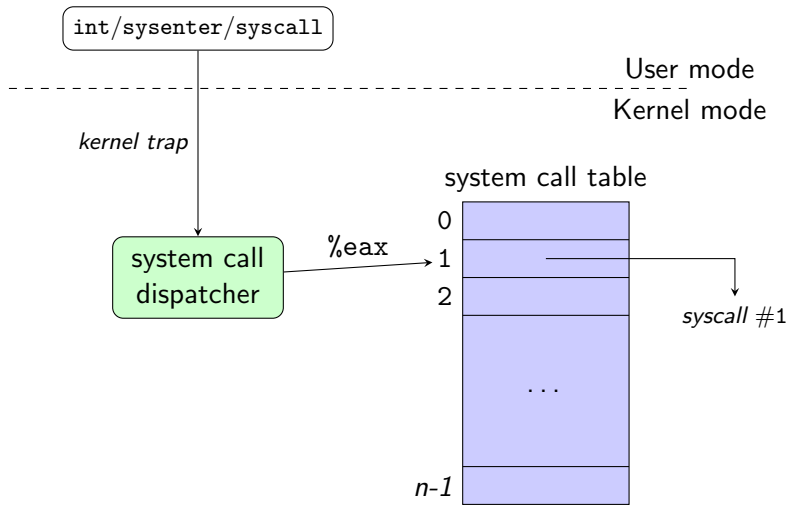 int/sysenter/syscall
User mode
Kernel mode
kernel trap
system call table
0
%eax
system call
dispatcher
1
2
syscall #1
...
n-1